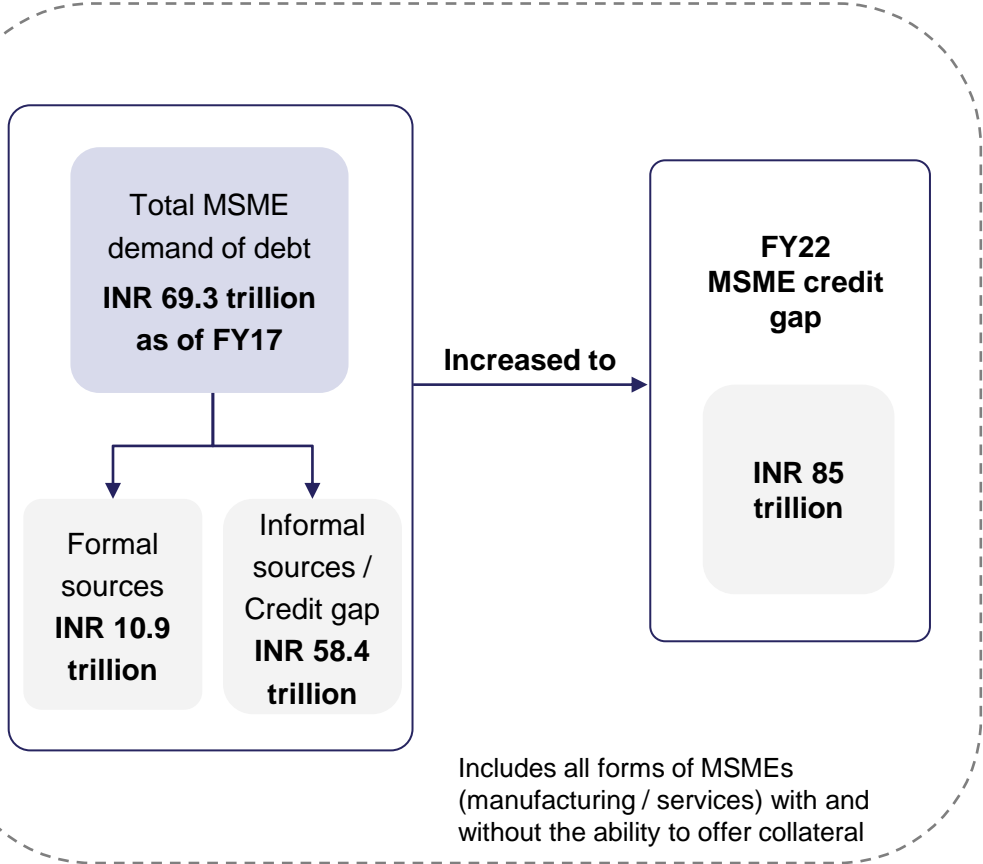 Total MSME
demand of debt
INR 69.3 trillion
as of FY17
Formal
sources
INR 10.9
trillion
Informal
sources /
Credit gap
INR 58.4
trillion
Increased to
FY22
MSME credit
gap
INR 85
trillion
Includes all forms of MSMEs
(manufacturing / services) with and
without the ability to offer collateral